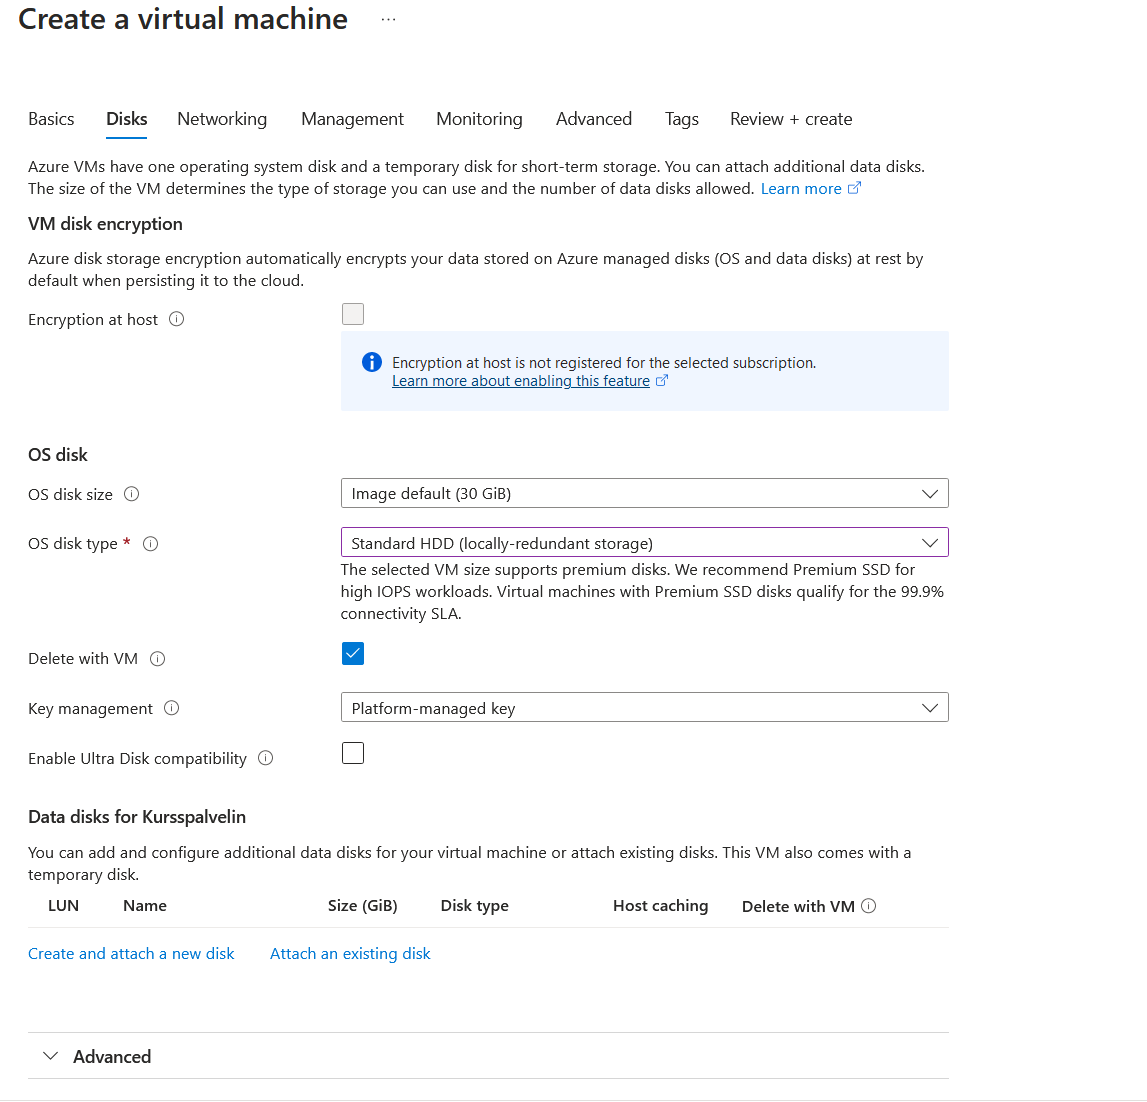 Create a virtual machine ...
Basics Disks Networking Management Monitoring Advanced Tags Review + create
Azure VMs have one operating system disk and a temporary disk for short-term storage. You can attach additional data disks.
The size of the VM determines the type of storage you can use and the number of data disks allowed. Learn more
VM disk encryption
Azure disk storage encryption automatically encrypts your data stored on Azure managed disks (OS and data disks) at rest by
default when persisting it to the cloud.
Encryption at host
Encryption at host is not registered for the selected subscription.
Learn more about enabling this feature
OS disk
OS disk size
Image default (30 GiB)
OS disk type *
Standard HDD (locally-redundant storage)
The selected VM size supports premium disks. We recommend Premium SSD for
high IOPS workloads. Virtual machines with Premium SSD disks qualify for the 99.9%
connectivity SLA.
Delete with VM
Key management
Platform-managed key
Enable Ultra Disk compatibility
Data disks for Kursspalvelin
You can add and configure additional data disks for your virtual machine or attach existing disks. This VM also comes with a
temporary disk.
LUN Name Size (GiB) Disk type Host caching Delete with VM
Create and attach a new disk Attach an existing disk
Advanced